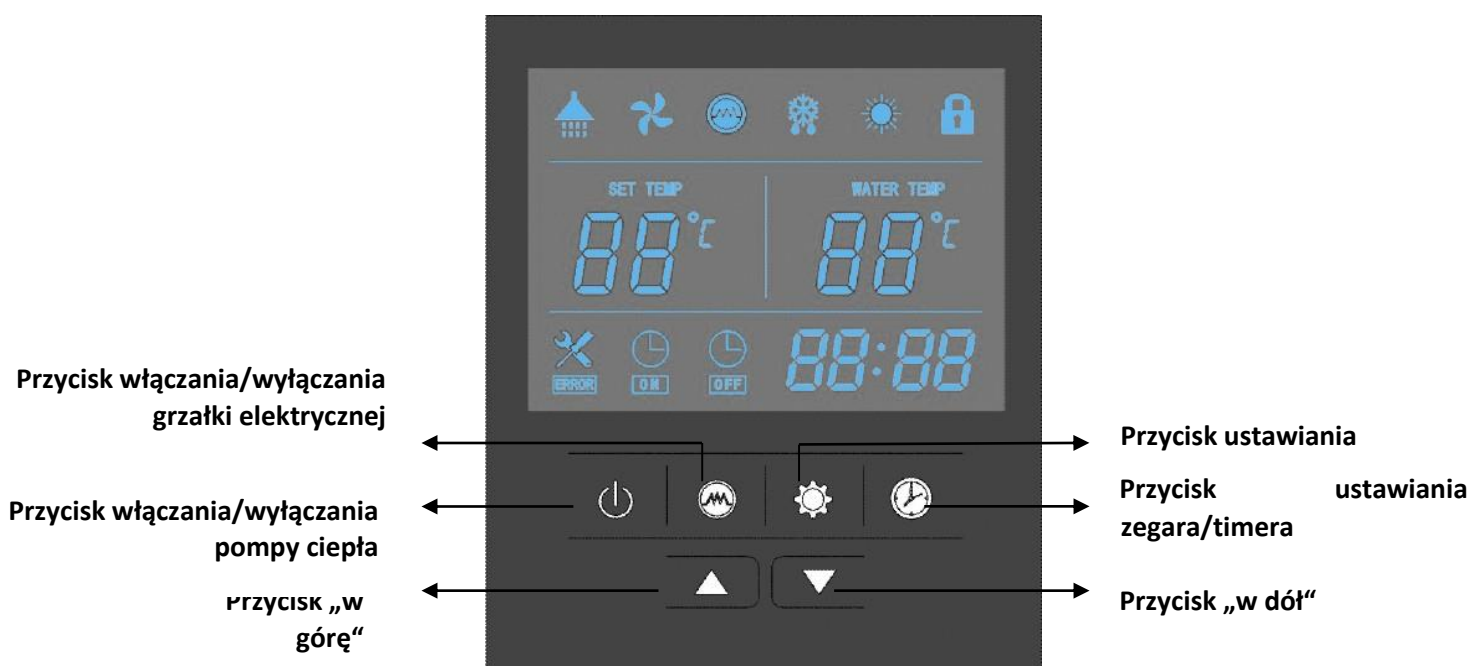 SET TEMP
WATER TEMP
88°C
88°C
ERROR
ON
OFF
88:88
Przycisk włączania/wyłączania
grzałki elektrycznej
Przycisk włączania/wyłączania
pompy ciepła
Przycisk „w
górę“
Przycisk ustawiania
Przycisk ustawiania
zegara/timera
Przycisk „w dół“